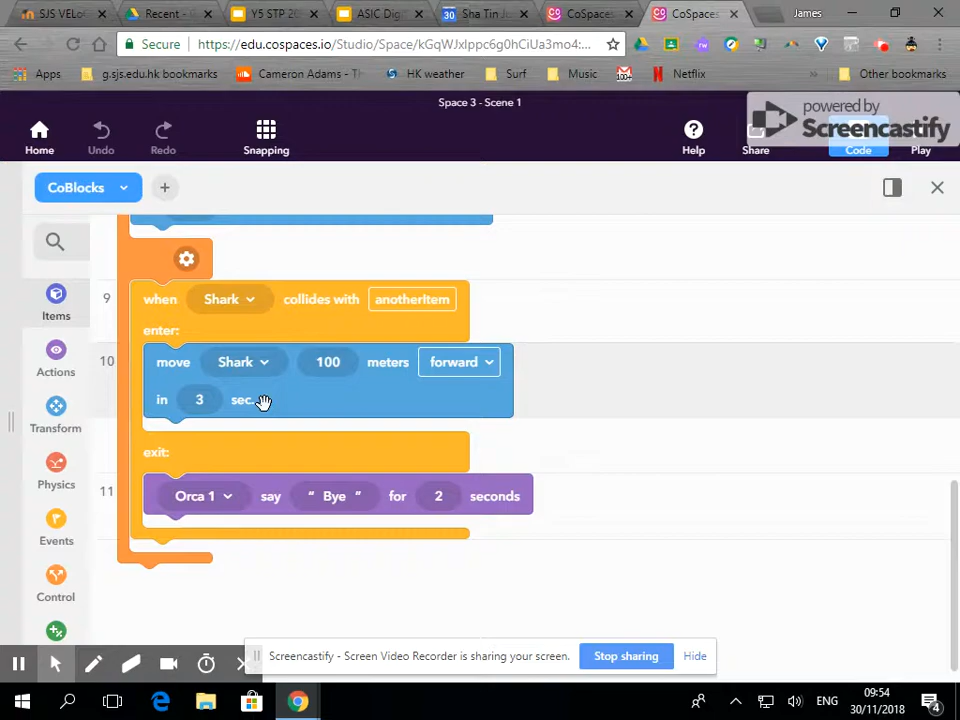 SJS VELo
Recent -
Y5 STP 20
ASIC Dig
Sha Tin J
CoSpaces
CoSpaces
James
Secure
https://edu.cospaces.io/Studio/Space/kGqWJxlppc6g0hCiUa3mo4:...
Apps
g.sjs.edu.hk bookmarks
Cameron Adams - T
HK weather
Surf
Music
100+
Netflix
»
Other bookmarks
Space 3 - Scene 1
powered by
Screencastify
Home
Undo
Redo
Snapping
Help
Share
Code
Play
CoBlocks
Items
Actions
Transform
Physics
Events
Control
9
when Shark collides with anotherItem
enter:
10
move Shark 100 meters forward
in 3 sec.
exit:
11
Orca 1 say “ Bye ” for 2 seconds
Screencastify - Screen Video Recorder is sharing your screen.
Stop sharing
Hide
ENG
09:54
30/11/2018
4